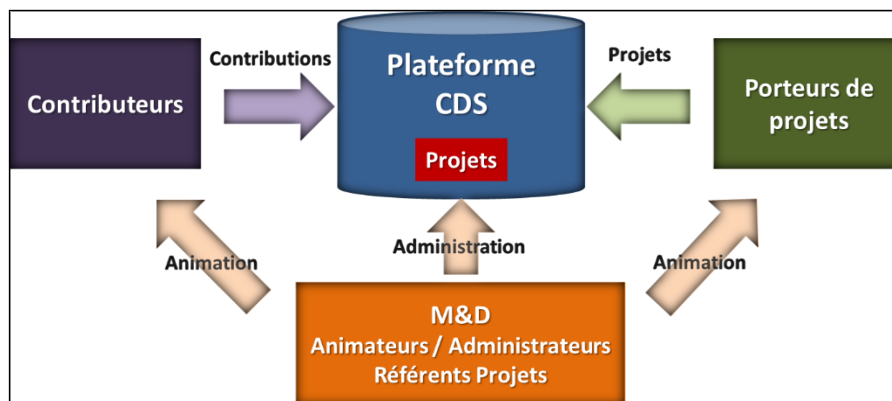 Contributeurs
Contributions
Plateforme
CDS
Projets
Projets
Porteurs de
projets
Animation
Administration
Animation
M&D
Animateurs / Administrateurs
Référents Projets